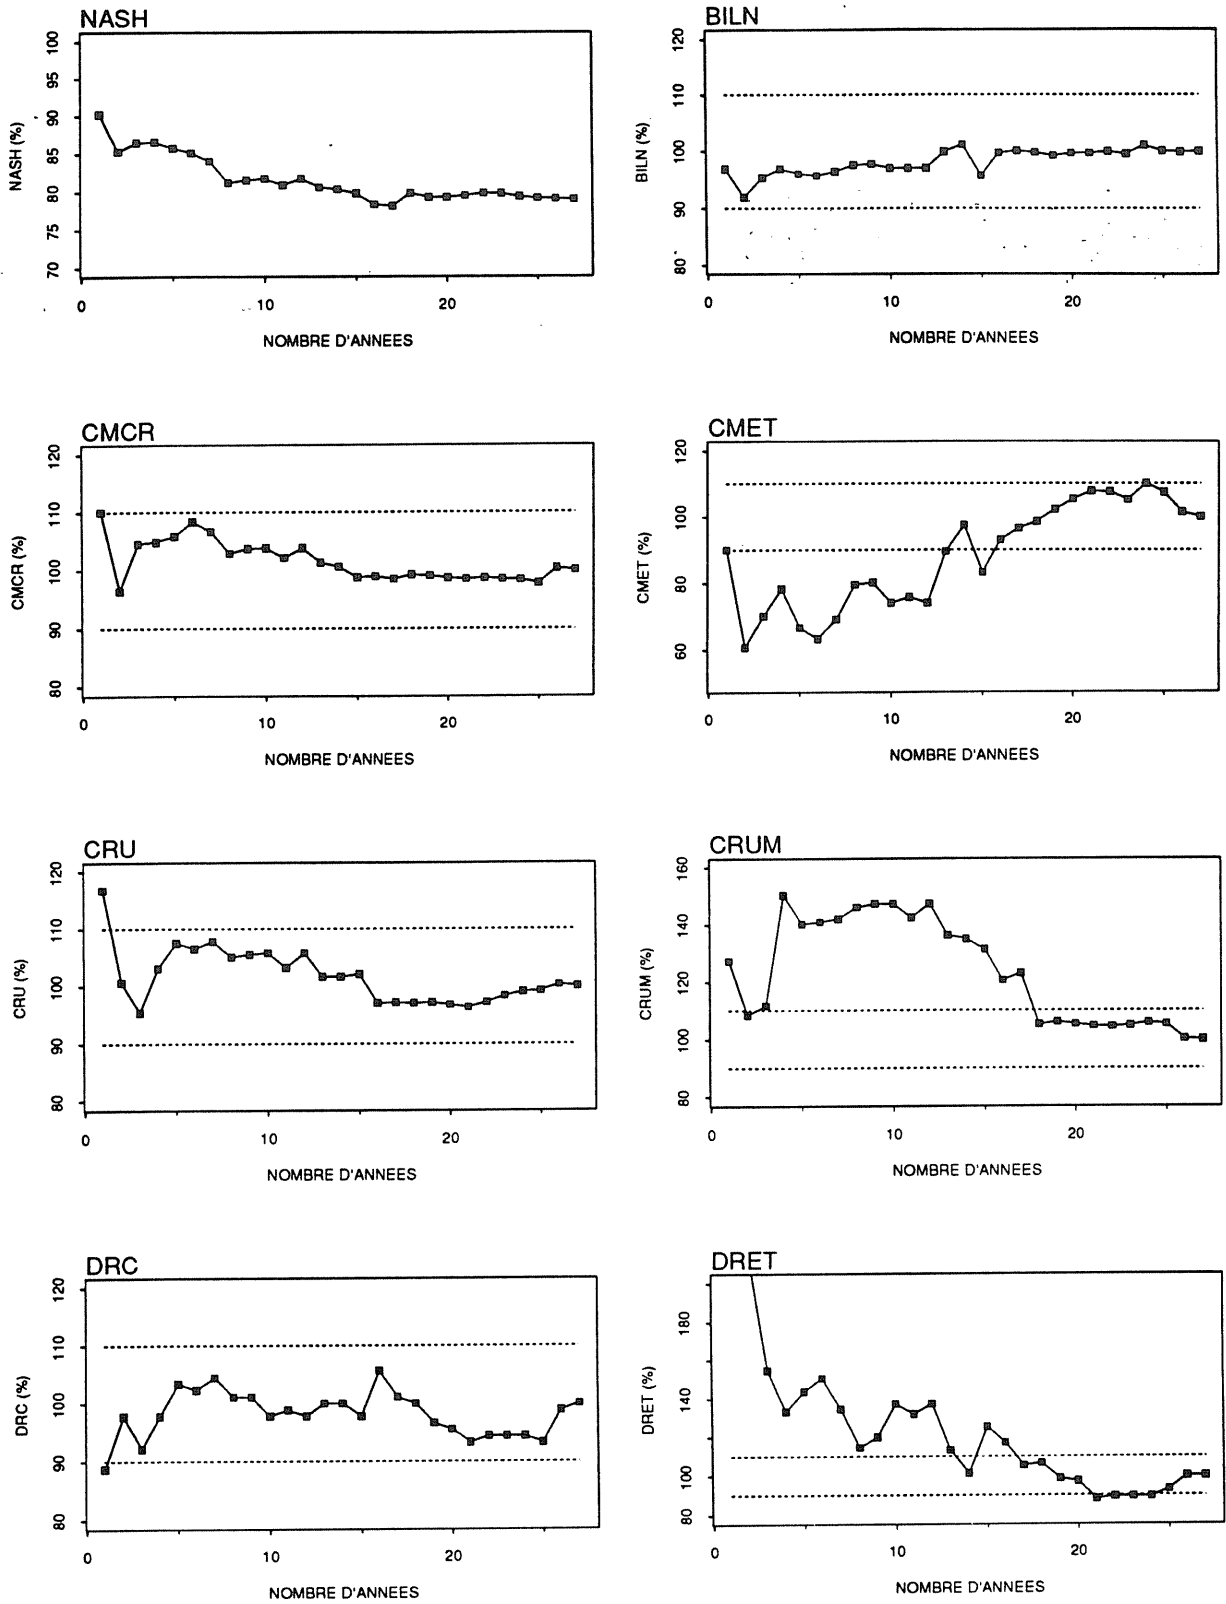 NASH
NASH (%)
100
95
90
85
80
75
70
0 10 20
NOMBRE D'ANNEES
BILN
BILN (%)
120
110
100
90
80
0 10 20
NOMBRE D'ANNEES
CMCR
CMCR (%)
120
110
100
90
80
0 10 20
NOMBRE D'ANNEES
CMET
CMET (%)
120
100
80
60
0 10 20
NOMBRE D'ANNEES
CRU
CRU (%)
120
110
100
90
80
0 10 20
NOMBRE D'ANNEES
CRUM
CRUM (%)
160
140
120
100
80
0 10 20
NOMBRE D'ANNEES
DRC
DRC (%)
120
110
100
90
80
0 10 20
NOMBRE D'ANNEES
DRET
DRET (%)
180
140
100
80
0 10 20
NOMBRE D'ANNEES